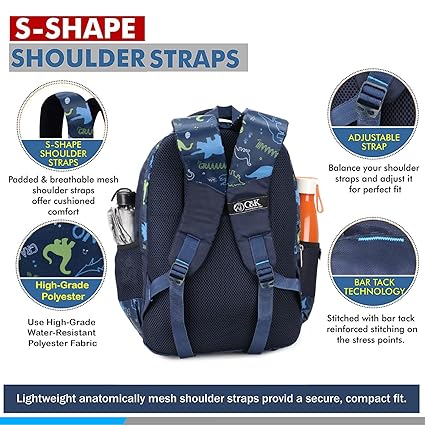 S-SHAPE
SHOULDER STRAPS
S-SHAPE
SHOULDER
STRAPS
Padded & breathable mesh
shoulder straps
offer cushioned
comfort
High-Grade
Polyester
Use High-Grade
Water-Resistant
Polyester Fabric
ADJUSTABLE
STRAP
Balance your shoulder
straps and adjust it
for perfect fit
BAR TACK
TECHNOLOGY
Stitched with bar tack
reinforced stitching on
the stress points.
Lightweight anatomically mesh shoulder straps provid a secure, compact fit.